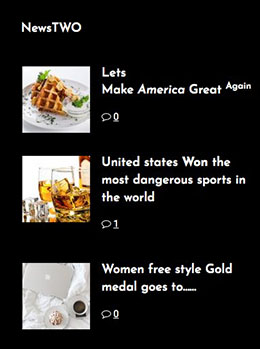 NewsTWO
Lets
Make America Great Again
0
United states Won the
most dangerous sports in
the world
1
Women free style Gold
medal goes to......
0